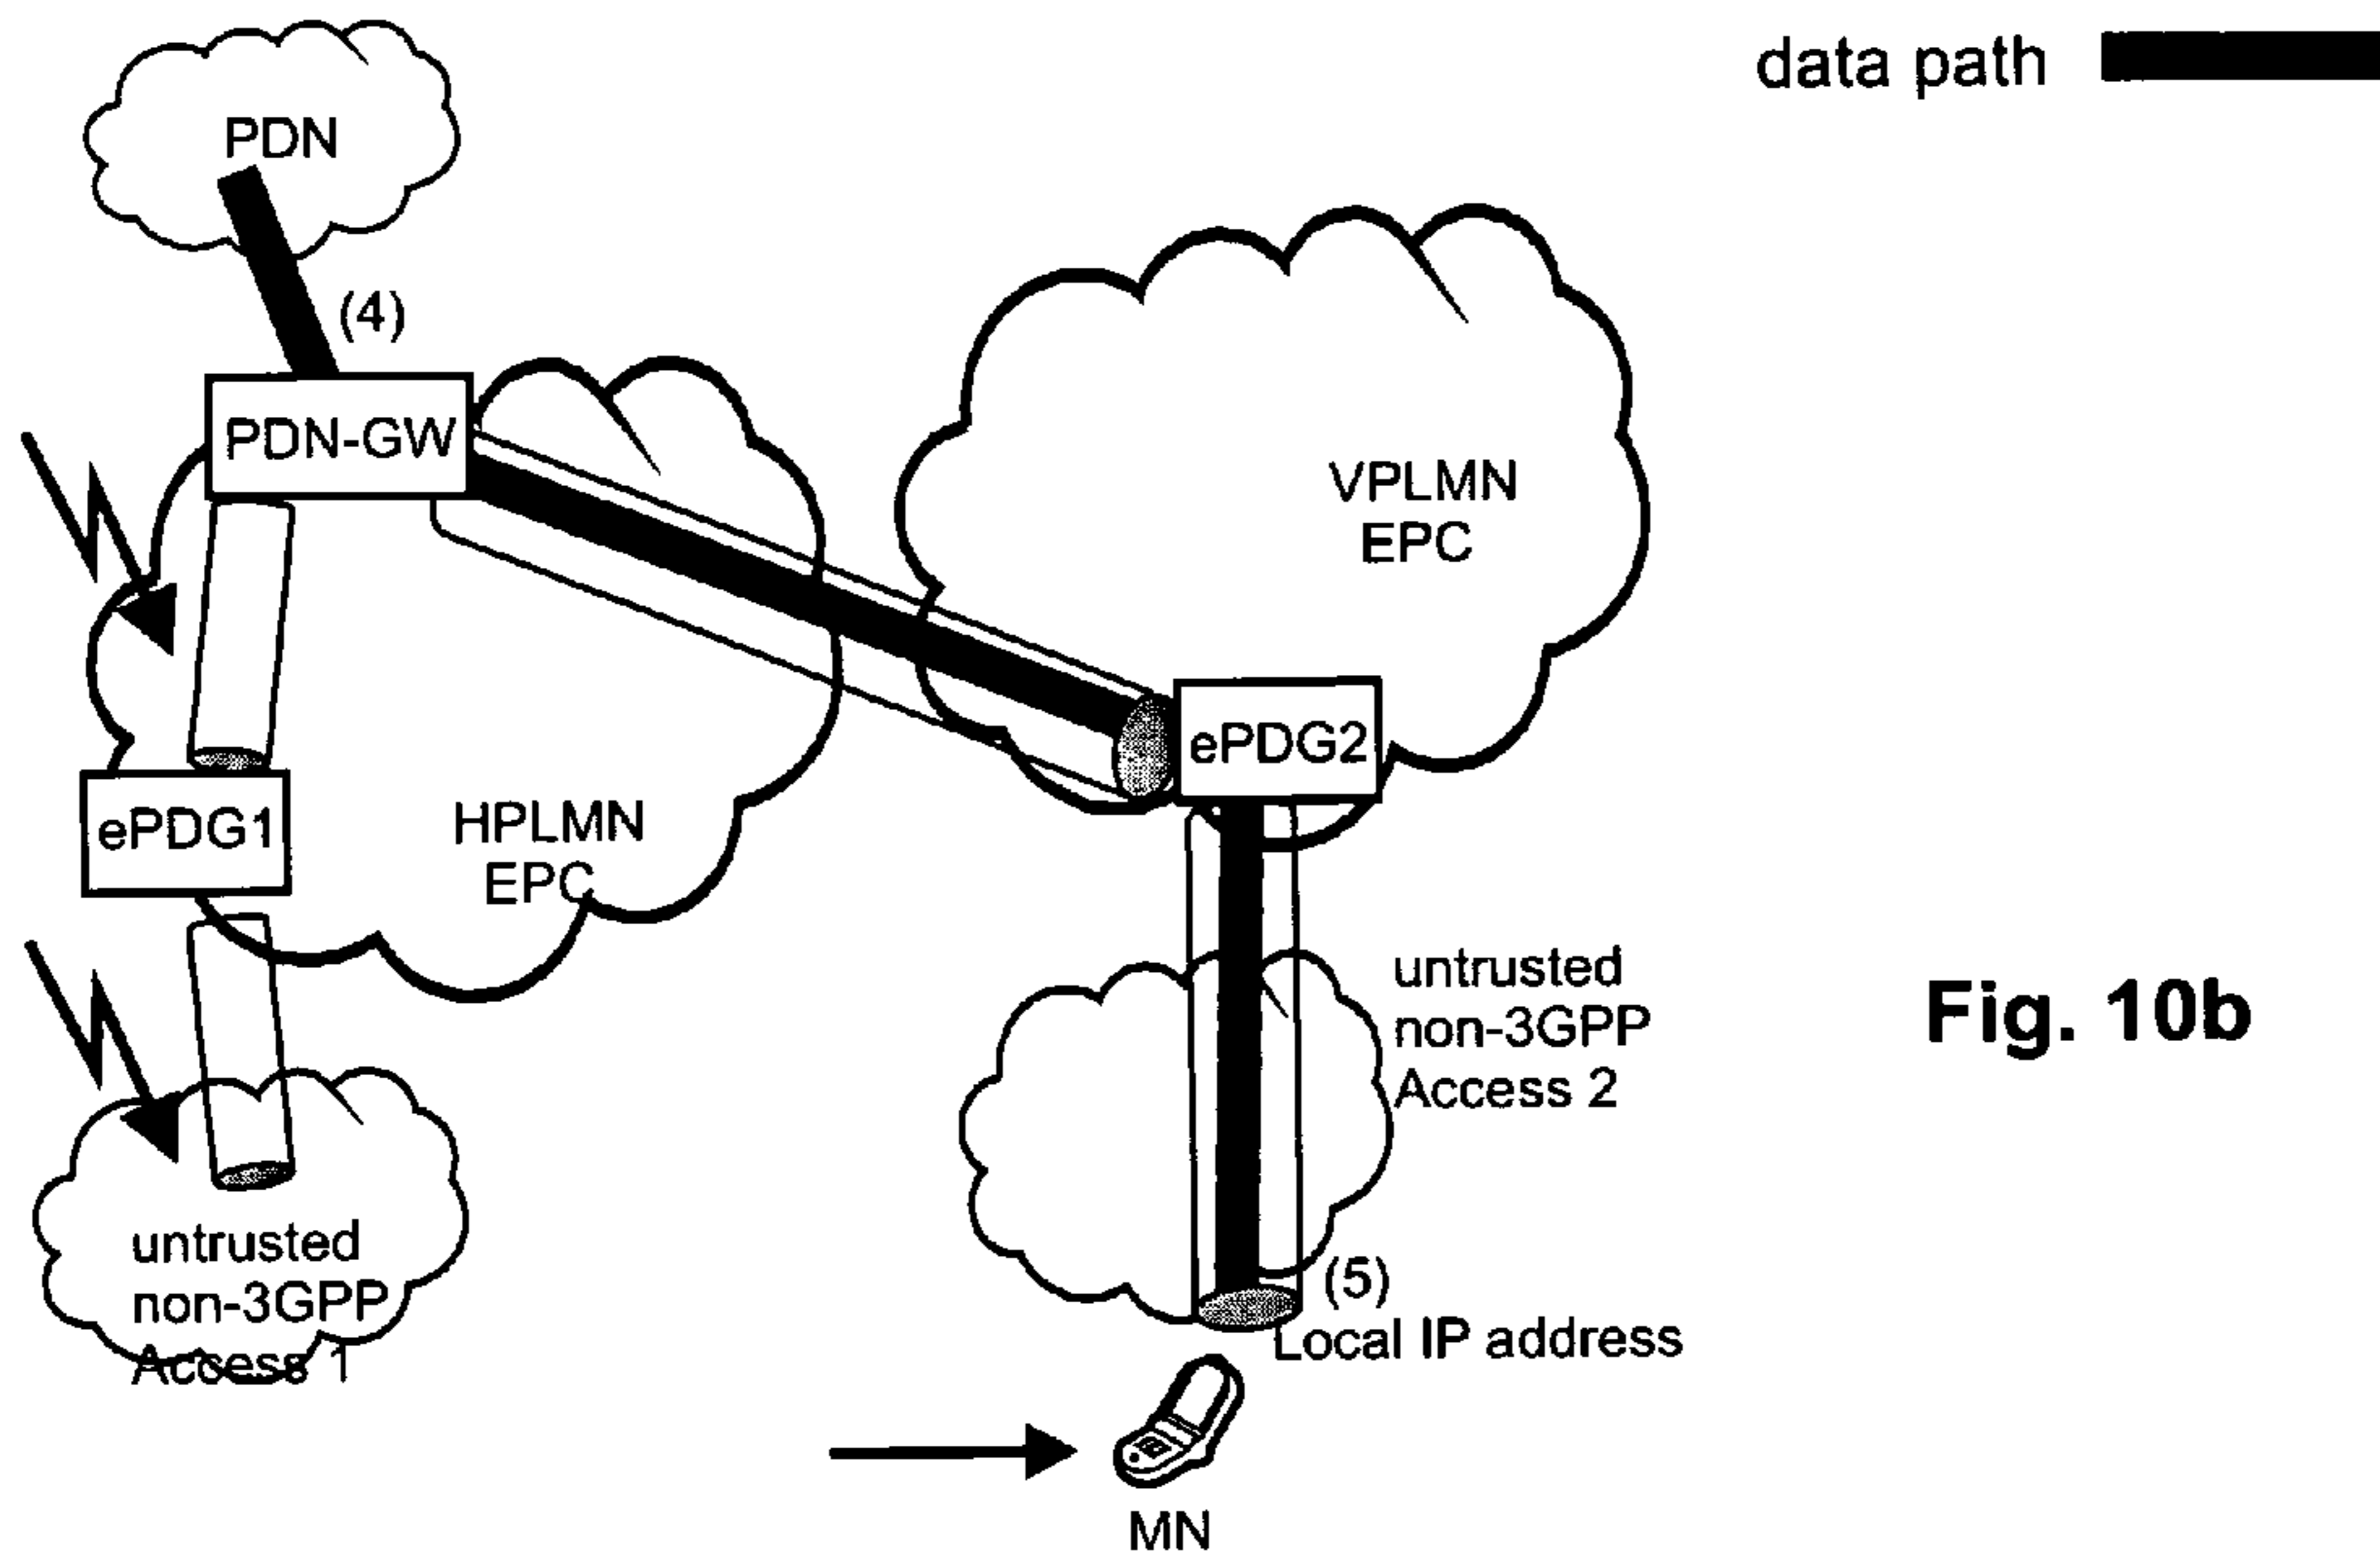 data path
PDN
(4)
PDN-GW
VPLMN
EPC
ePDG2
ePDG1
HPLMN
EPC
untrusted
non-3GPP
Access 2
Fig. 10b
untrusted
non-3GPP
Access 1
(5)
Local IP address
MN